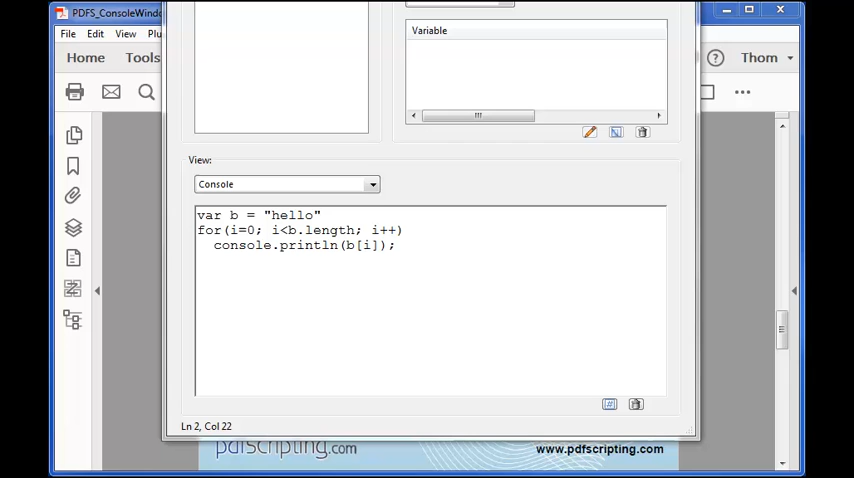 PDFS_ConsoleWindo
File Edit View Plu
Home Tools
Thom
Variable
View:
Console
var b = "hello"
for(i=0; i<b.length; i++)
console.println(b[i]);
Ln 2, Col 22
pdfscripting.com
www.pdfscripting.com